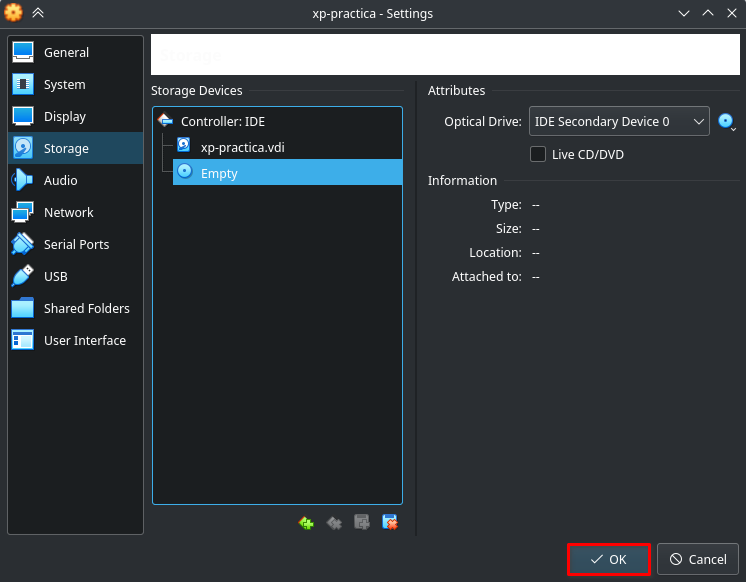 xp-practica - Settings
General
System
Display
Storage
Audio
Network
Serial Ports
USB
Shared Folders
User Interface
Storage Devices
Controller: IDE
xp-practica.vdi
Empty
Attributes
Optical Drive: IDE Secondary Device 0
Live CD/DVD
Information
Type: --
Size: --
Location: --
Attached to: --
OK
Cancel